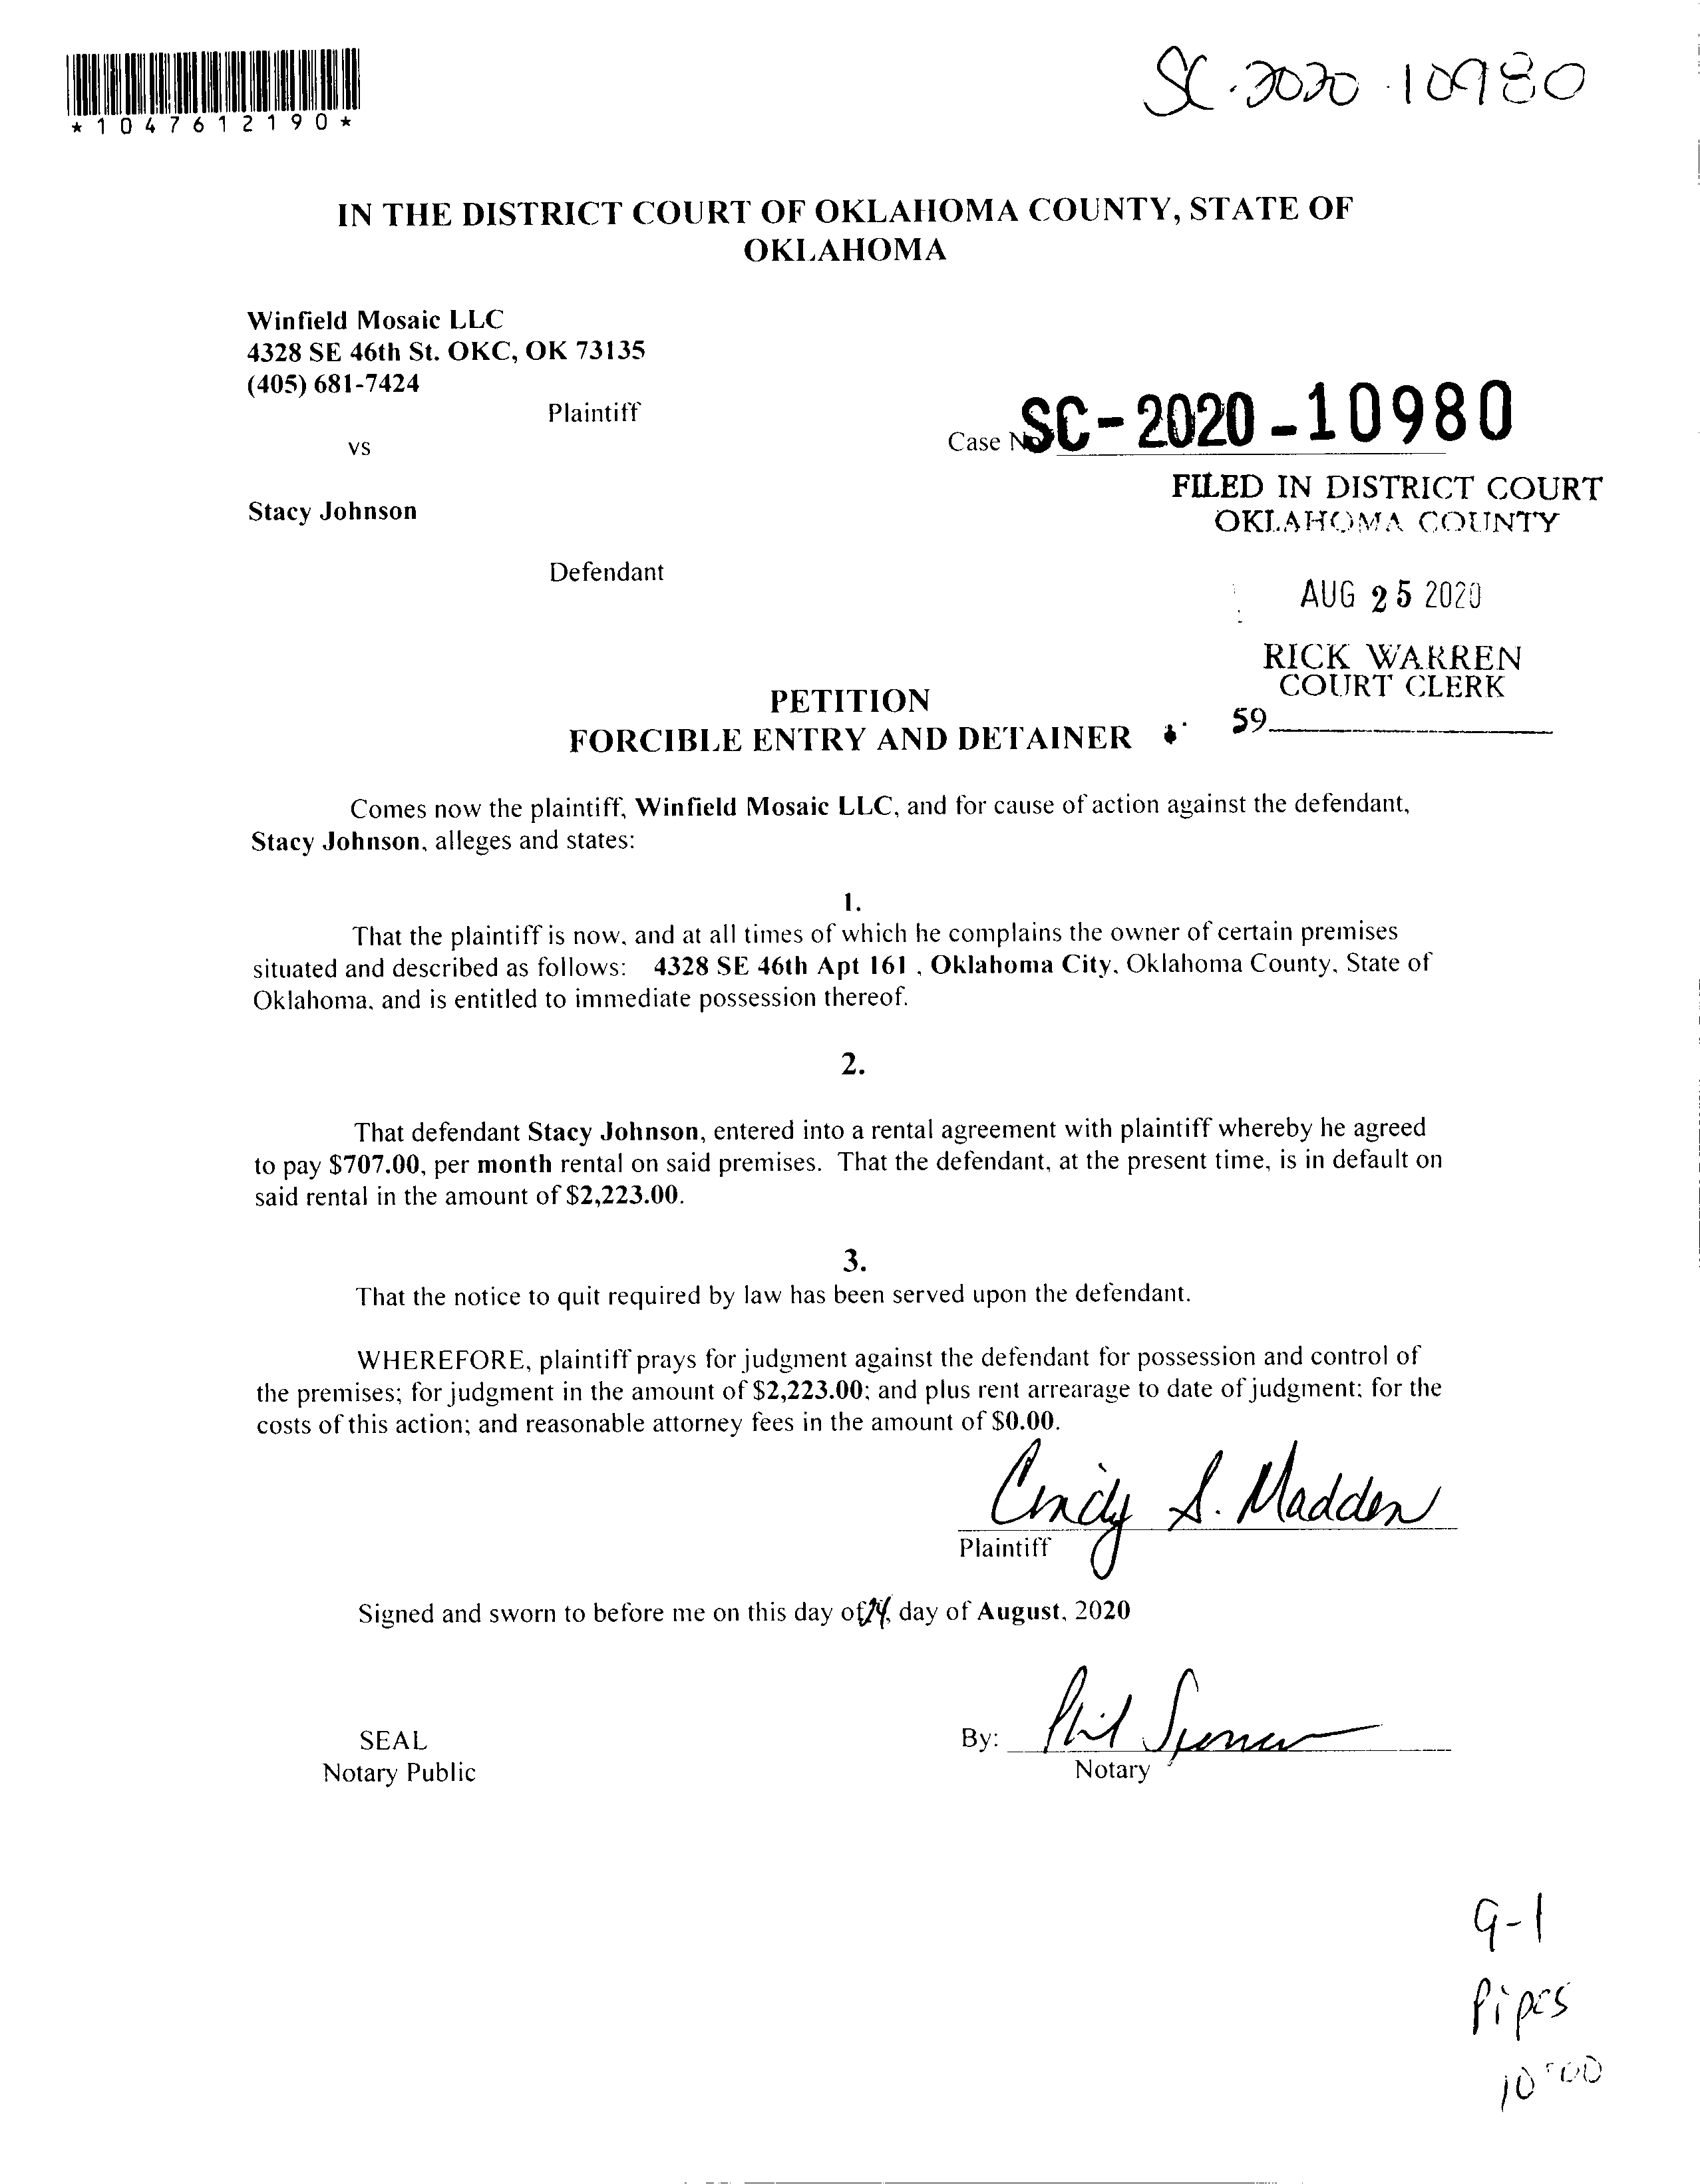 SC-2020-10980
*1047612190*
IN THE DISTRICT COURT OF OKLAHOMA COUNTY, STATE OF
OKLAHOMA
Winfield Mosaic LLC
4328 SE 46th St. OKC, OK 73135
(405) 681-7424
Plaintiff
vs
Case No SC-2020-10980
FILED IN DISTRICT COURT
OKLAHOMA COUNTY
Stacy Johnson
Defendant
AUG 25 2020
RICK WARREN
COURT CLERK
59
PETITION
FORCIBLE ENTRY AND DETAINER
Comes now the plaintiff, Winfield Mosaic LLC, and for cause of action against the defendant,
Stacy Johnson, alleges and states:
1.
That the plaintiff is now, and at all times of which he complains the owner of certain premises
situated and described as follows: 4328 SE 46th Apt 161 , Oklahoma City, Oklahoma County, State of
Oklahoma, and is entitled to immediate possession thereof.
2.
That defendant Stacy Johnson, entered into a rental agreement with plaintiff whereby he agreed
to pay $707.00, per month rental on said premises. That the defendant, at the present time, is in default on
said rental in the amount of $2,223.00.
3.
That the notice to quit required by law has been served upon the defendant.
WHEREFORE, plaintiff prays for judgment against the defendant for possession and control of
the premises; for judgment in the amount of $2,223.00; and plus rent arrearage to date of judgment; for the
costs of this action; and reasonable attorney fees in the amount of $0.00.
Cindy S. Madden
Plaintiff
Signed and sworn to before me on this day of 24, day of August, 2020
SEAL
Notary Public
By: Phil Spencer
Notary
9-1
Pipes
10:00